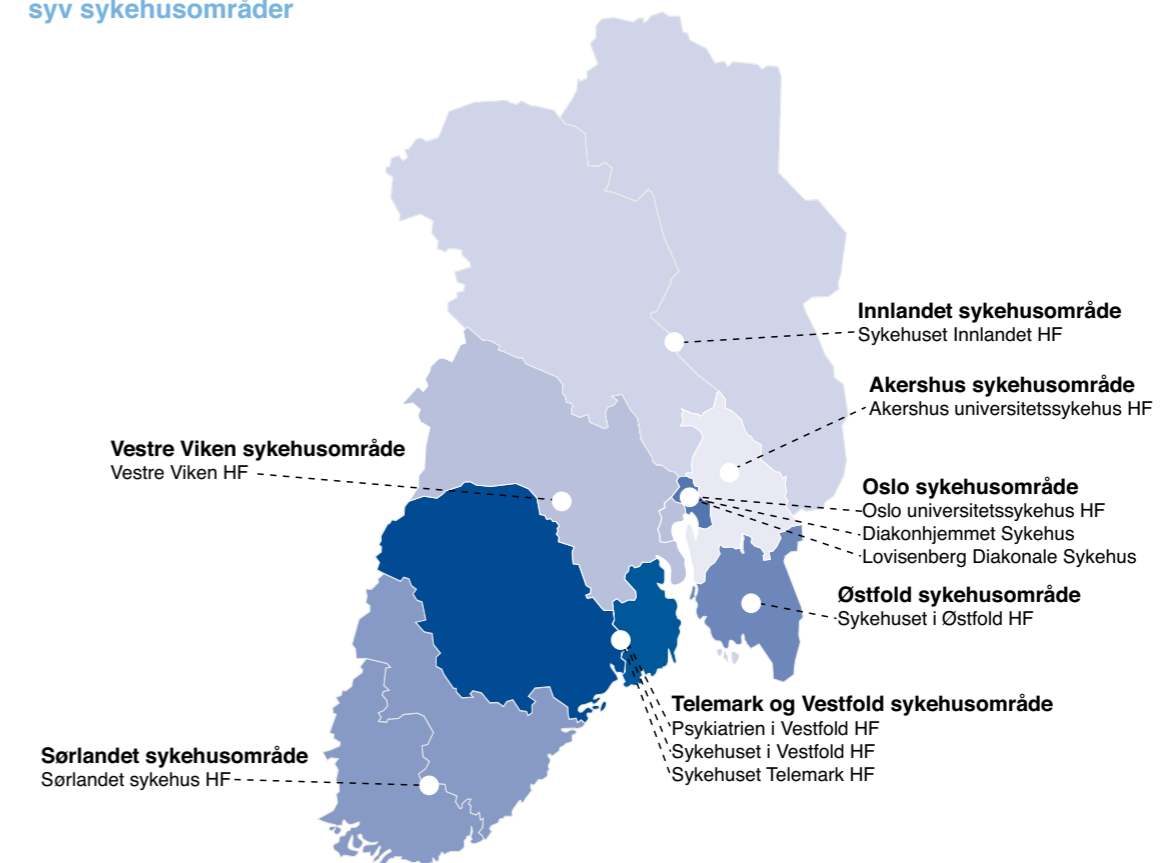 syv sykehusområder
Innlandet sykehusområde
Sykehuset Innlandet HF
Akershus sykehusområde
Akershus universitetssykehus HF
Vestre Viken sykehusområde
Vestre Viken HF
Oslo sykehusområde
Oslo universitetssykehus HF
Diakonhjemmet Sykehus
Lovisenberg Diakonale Sykehus
Østfold sykehusområde
Sykehuset i Østfold HF
Telemark og Vestfold sykehusområde
Psykiatrien i Vestfold HF
Sykehuset i Vestfold HF
Sykehuset Telemark HF
Sørlandet sykehusområde
Sørlandet sykehus HF